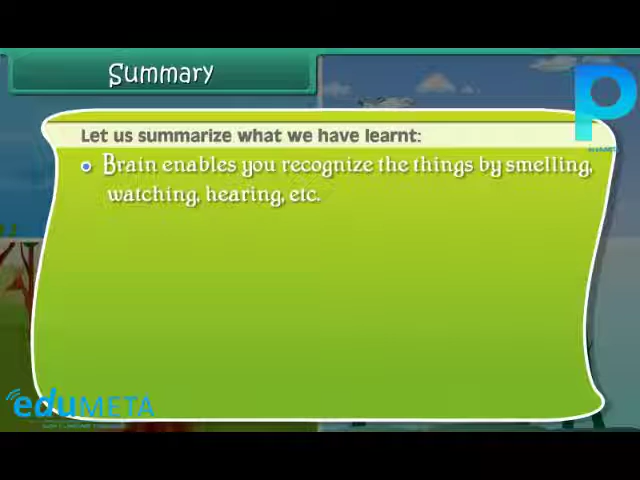 Summary
Let us summarize what we have learnt:
Brain enables you recognize the things by smelling,
watching, hearing, etc.
eduMETA